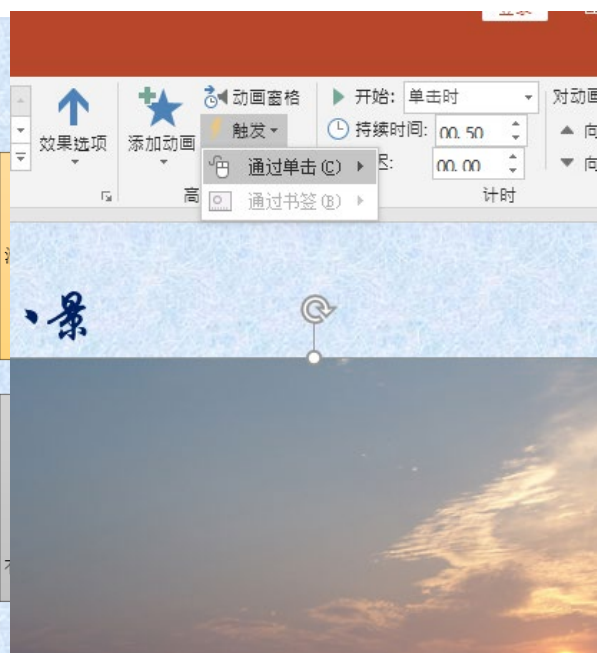 动画窗格
开始: 单击时
对动画
效果选项
添加动画
触发
持续时间: 00.50
向
通过单击(C)
迟: 00.00
向
高
通过书签(B)
计时
、景